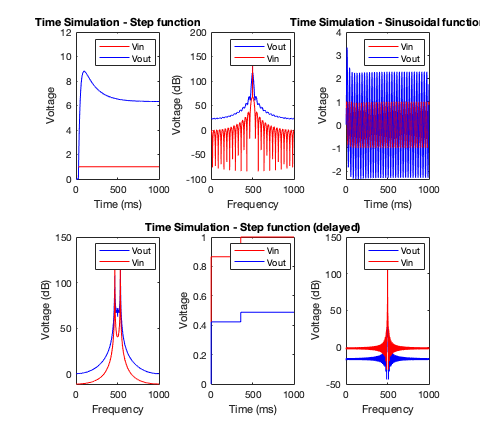 Time Simulation - Step function
Time Simulation - Sinusoidal function
12
10
8
6
4
2
0
Voltage
Vin
Vout
0
500
1000
Time (ms)
200
150
100
50
0
-50
-100
Voltage (dB)
Vout
Vin
0
500
1000
Frequency
4
3
2
1
0
-1
-2
Voltage
Vin
Vout
0
500
1000
Time (ms)
Time Simulation - Step function (delayed)
150
100
50
0
Voltage (dB)
Vout
Vin
0
500
1000
Frequency
1
0.8
0.6
0.4
0.2
0
Voltage
Vin
Vout
0
500
1000
Time (ms)
150
100
50
0
-50
Voltage (dB)
Vout
Vin
0
500
1000
Frequency